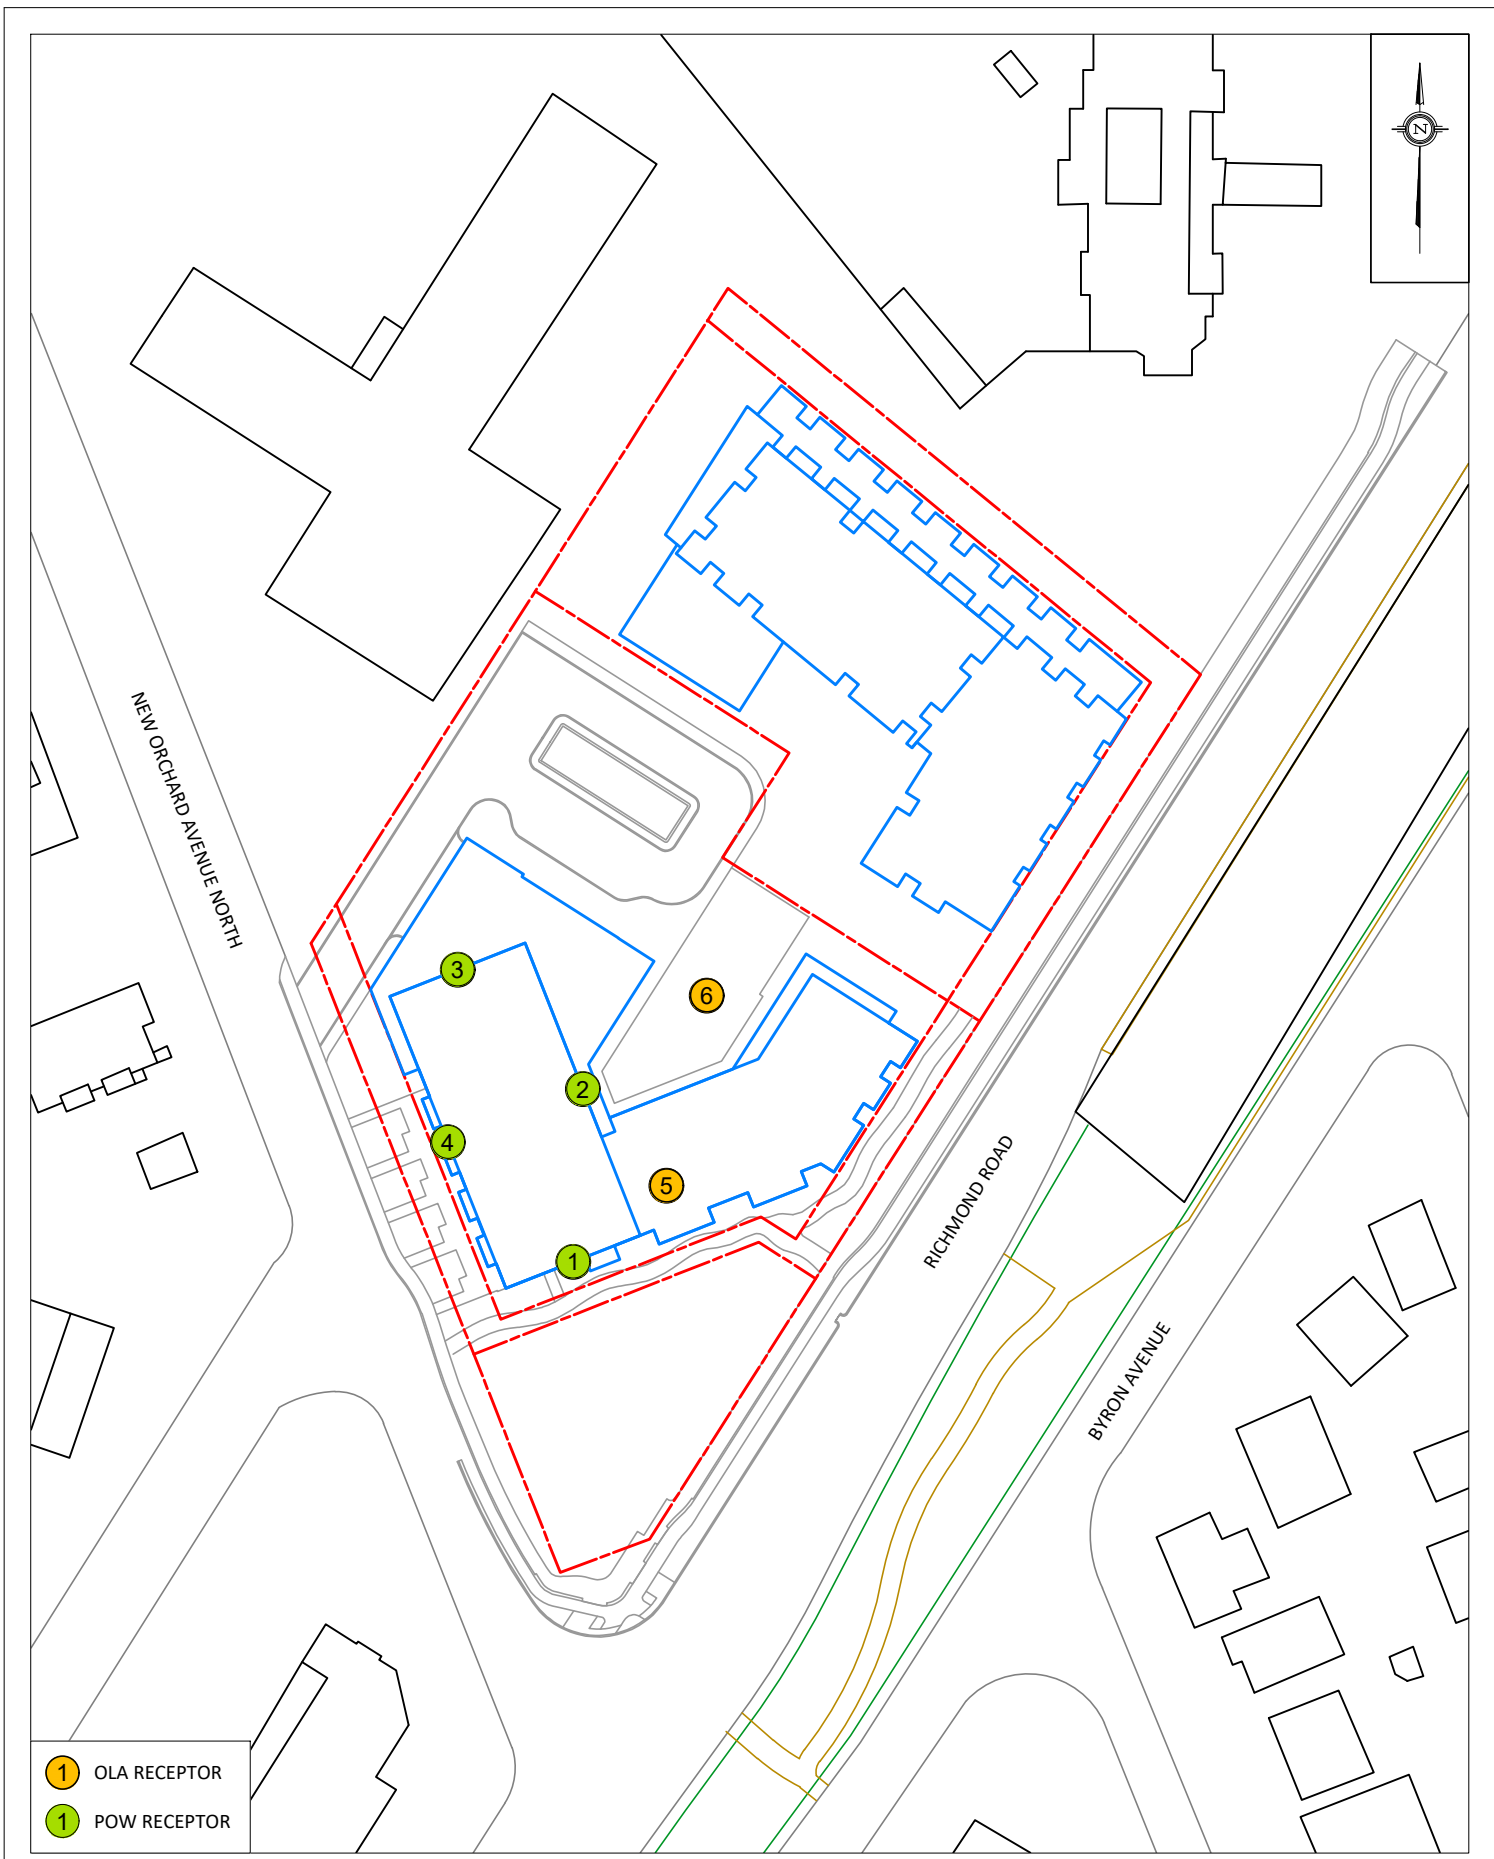 N
NEW ORCHARD AVENUE NORTH
3
6
2
4
5
1
RICHMOND ROAD
BYRON AVENUE
1 OLA RECEPTOR
1 POW RECEPTOR